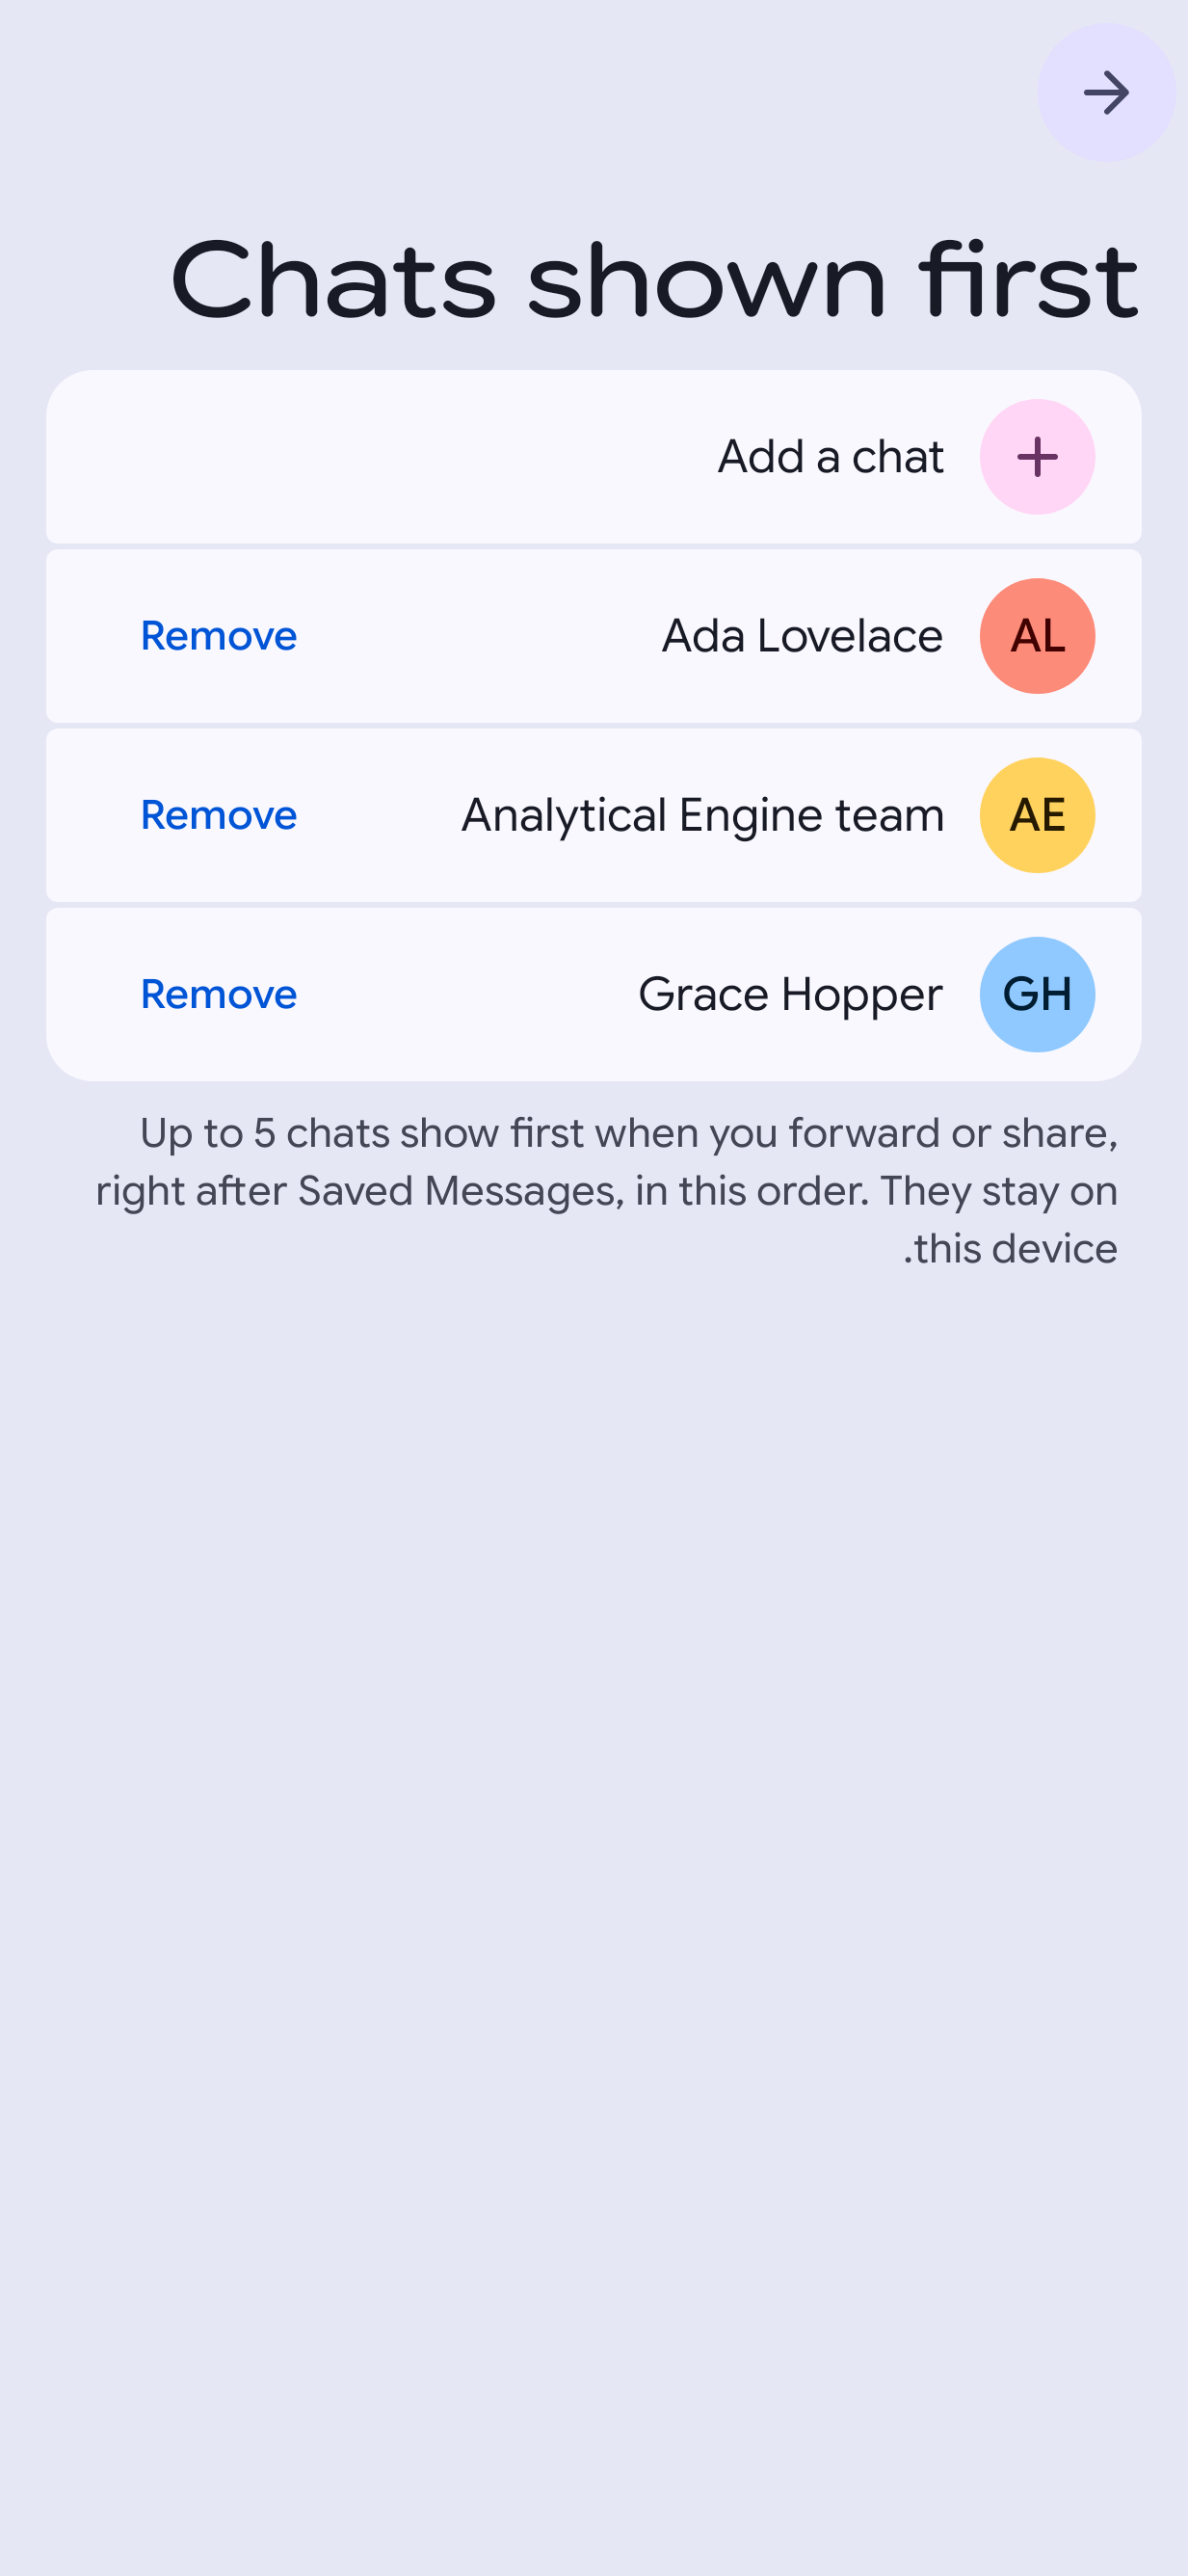 Chats shown first
Add a chat
AL Ada Lovelace Remove
AE Analytical Engine team Remove
GH Grace Hopper Remove
Up to 5 chats show first when you forward or share,
right after Saved Messages, in this order. They stay on
.this device